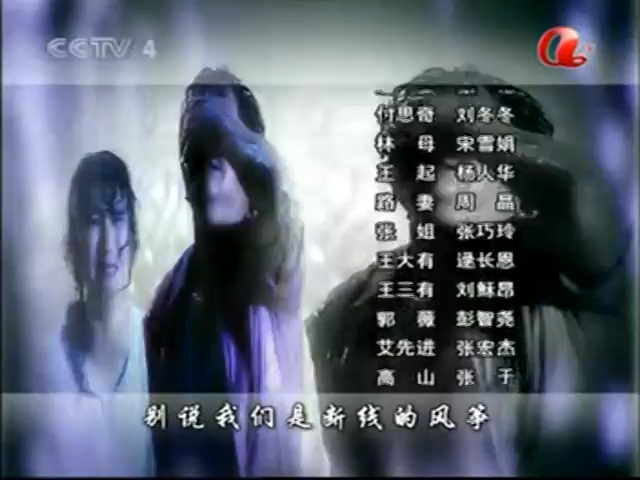 CCTV 4
付思奇 刘冬冬
林 母 宋雪娟
王 起 杨人华
路 妻 周 晶
张 姐 张巧玲
王大有 逯长恩
王三有 刘稣昂
郭 薇 彭智尧
艾先进 张宏杰
高 山 张 于
别说我们是断线的风筝